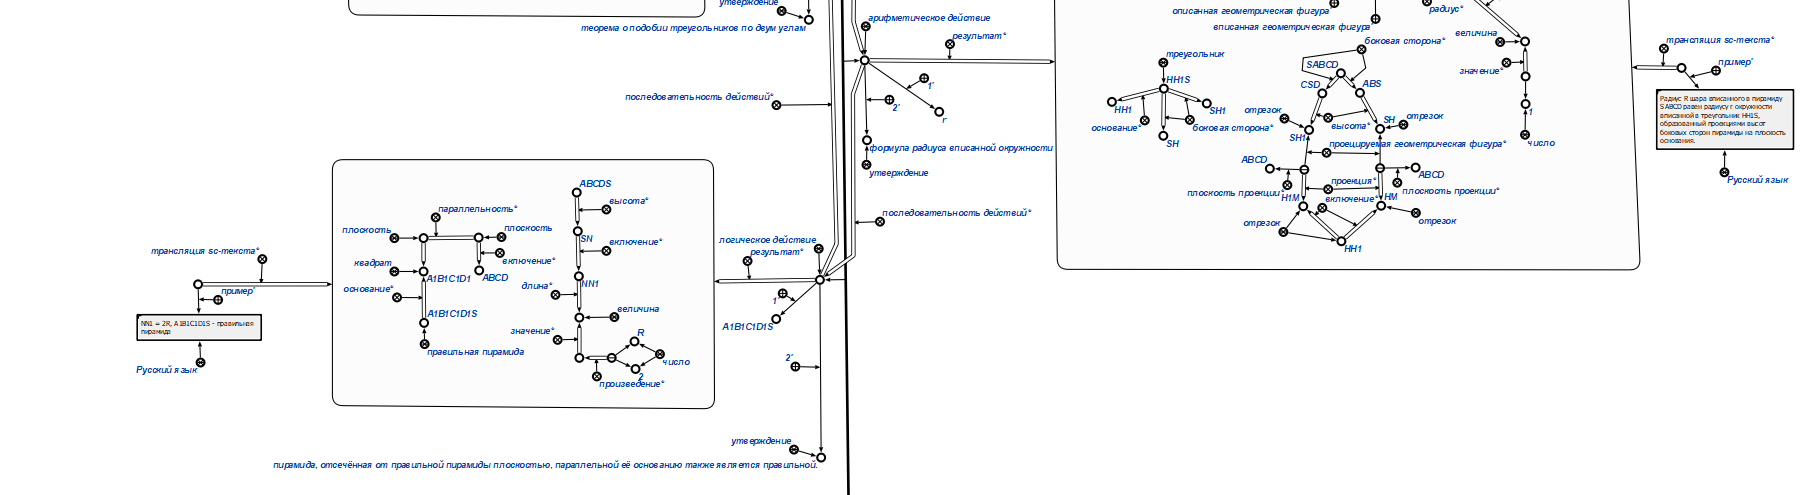 утверждение
теорема о подобии треугольников по двум углам
арифметическое действие
результат*
последовательность действий*
1'
2'
r
формула радиуса вписанной окружности
утверждение
последовательность действий*
описанная геометрическая фигура
вписанная геометрическая фигура
радиус*
треугольник
HH1S
HH1
SH1
основание*
боковая сторона*
SH
боковая сторона*
SABCD
CSD
ABS
отрезок
высота*
SH
отрезок
SH1
проецируемая геометрическая фигура*
ABCD
ABCD
плоскость проекции*
проекция*
плоскость проекции*
H1M
включение*
HM
отрезок
отрезок
HH1
величина
значение*
1
число
трансляция sc-текста*
пример'
Радиус R шара вписанного в пирамиду
SABCD равен радиусу r окружности
вписанной в треугольник HH1S,
образованный проекциями высот
боковых сторон пирамиды на плоскость
основания.
Русский язык
трансляция sc-текста*
пример'
NN1 = 2R, A1B1C1D1S - правильная
пирамида
Русский язык
параллельность*
плоскость
плоскость
включение*
квадрат
A1B1C1D1
ABCD
основание*
A1B1C1D1S
правильная пирамида
ABCDS
высота*
SN
включение*
NN1
длина*
величина
значение*
R
число
2
произведение*
логическое действие
результат*
1'
A1B1C1D1S
2'
утверждение
пирамида, отсечённая от правильной пирамиды плоскостью, параллельной её основанию также является правильной.